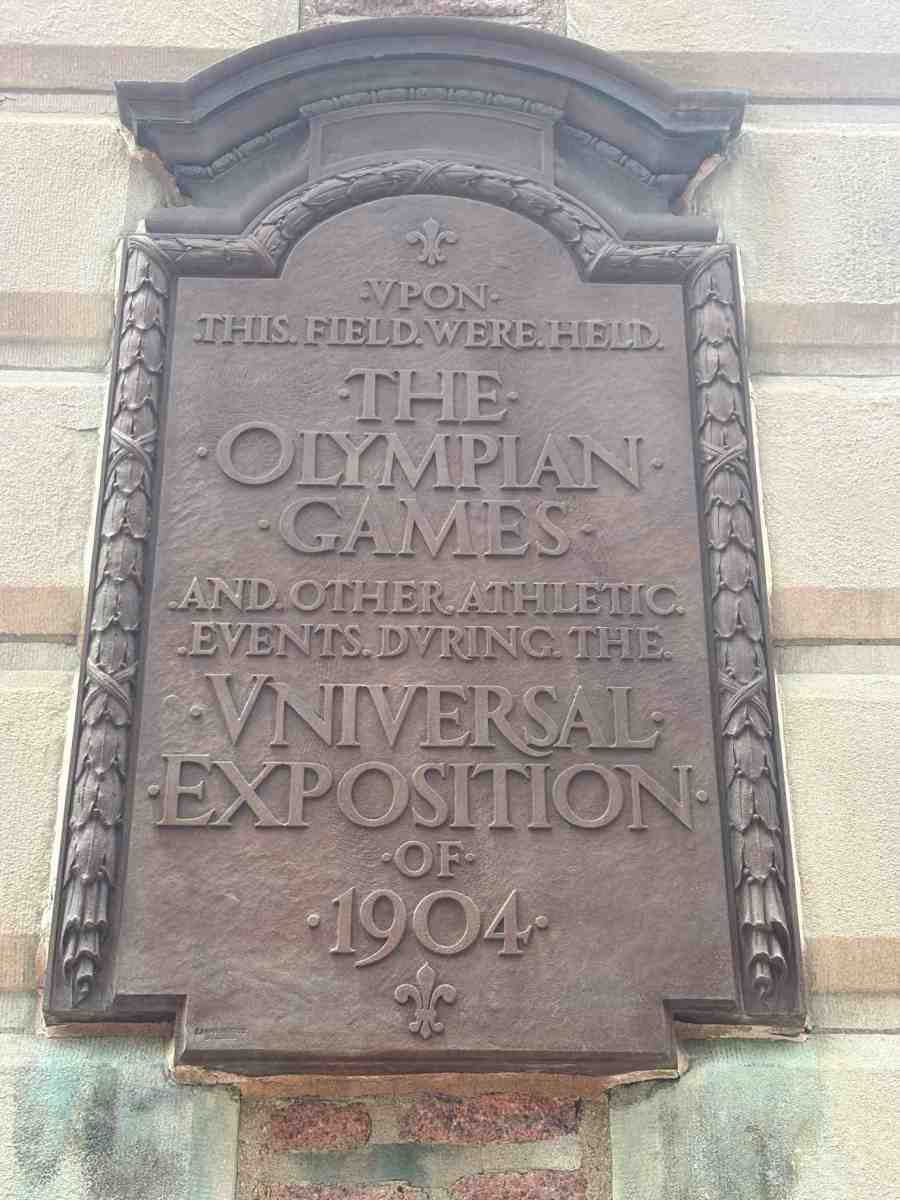 ·VPON·
·THIS·FIELD·WERE·HELD·
·THE·
·OLYMPIAN·
·GAMES·
·AND·OTHER·ATHLETIC·
·EVENTS·DVRING·THE·
·VNIVERSAL·
·EXPOSITION·
·OF·
·1904·